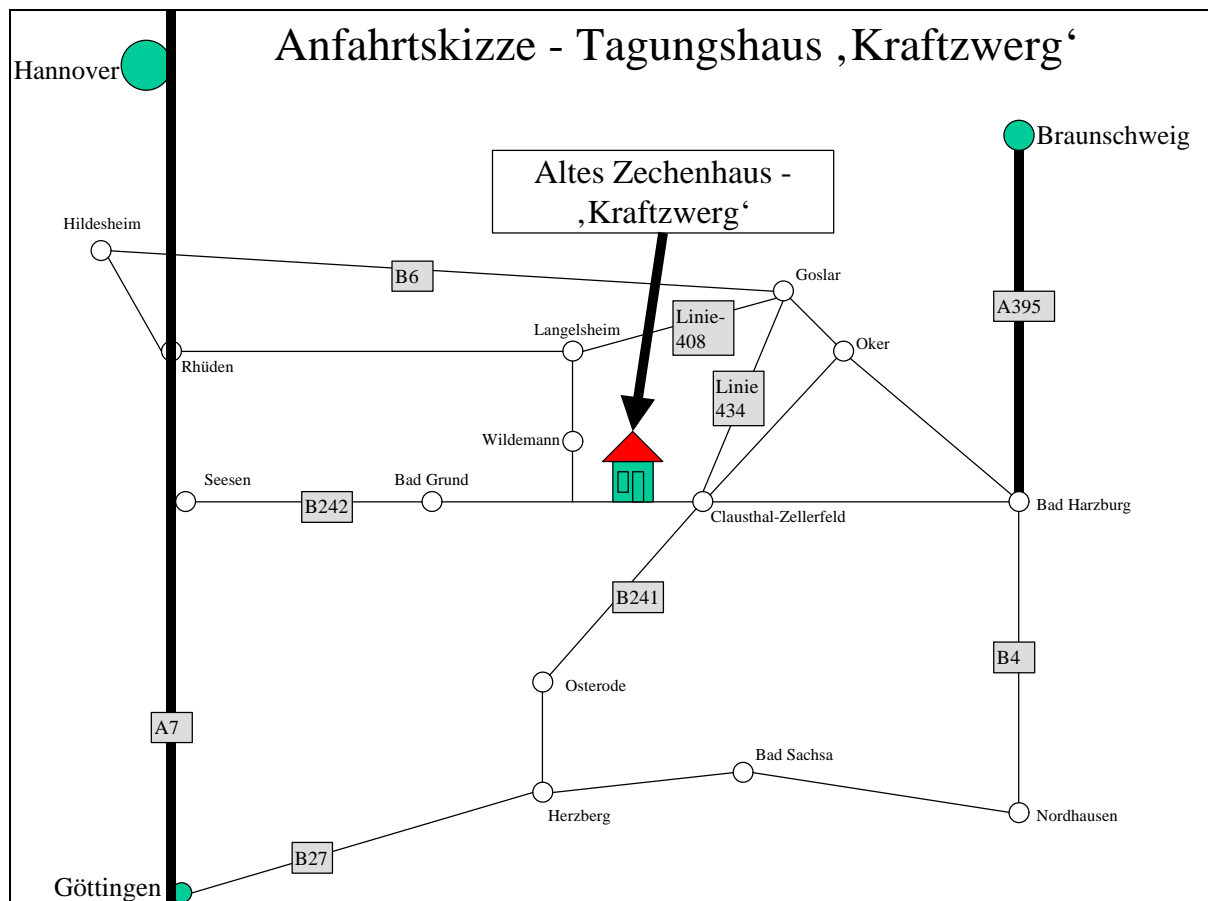 Anfahrtskizze - Tagungshaus ‚Kraftzwerg‘
Hannover
Braunschweig
Altes Zechenhaus -
‚Kraftzwerg‘
Hildesheim
B6
Goslar
A395
Linie-
408
Langelsheim
Oker
Rhüden
Linie
434
Wildemann
Seesen
Bad Grund
B242
Clausthal-Zellerfeld
Bad Harzburg
B241
B4
Osterode
A7
Bad Sachsa
Herzberg
Nordhausen
B27
Göttingen